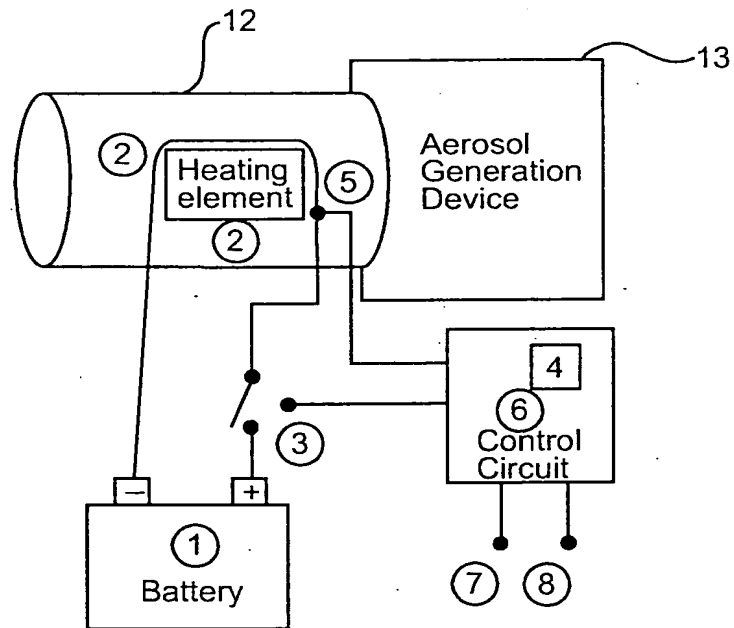 12
13
2
Heating
element
2
5
Aerosol
Generation
Device
3
4
6
Control
Circuit
− +
1
Battery
7 8